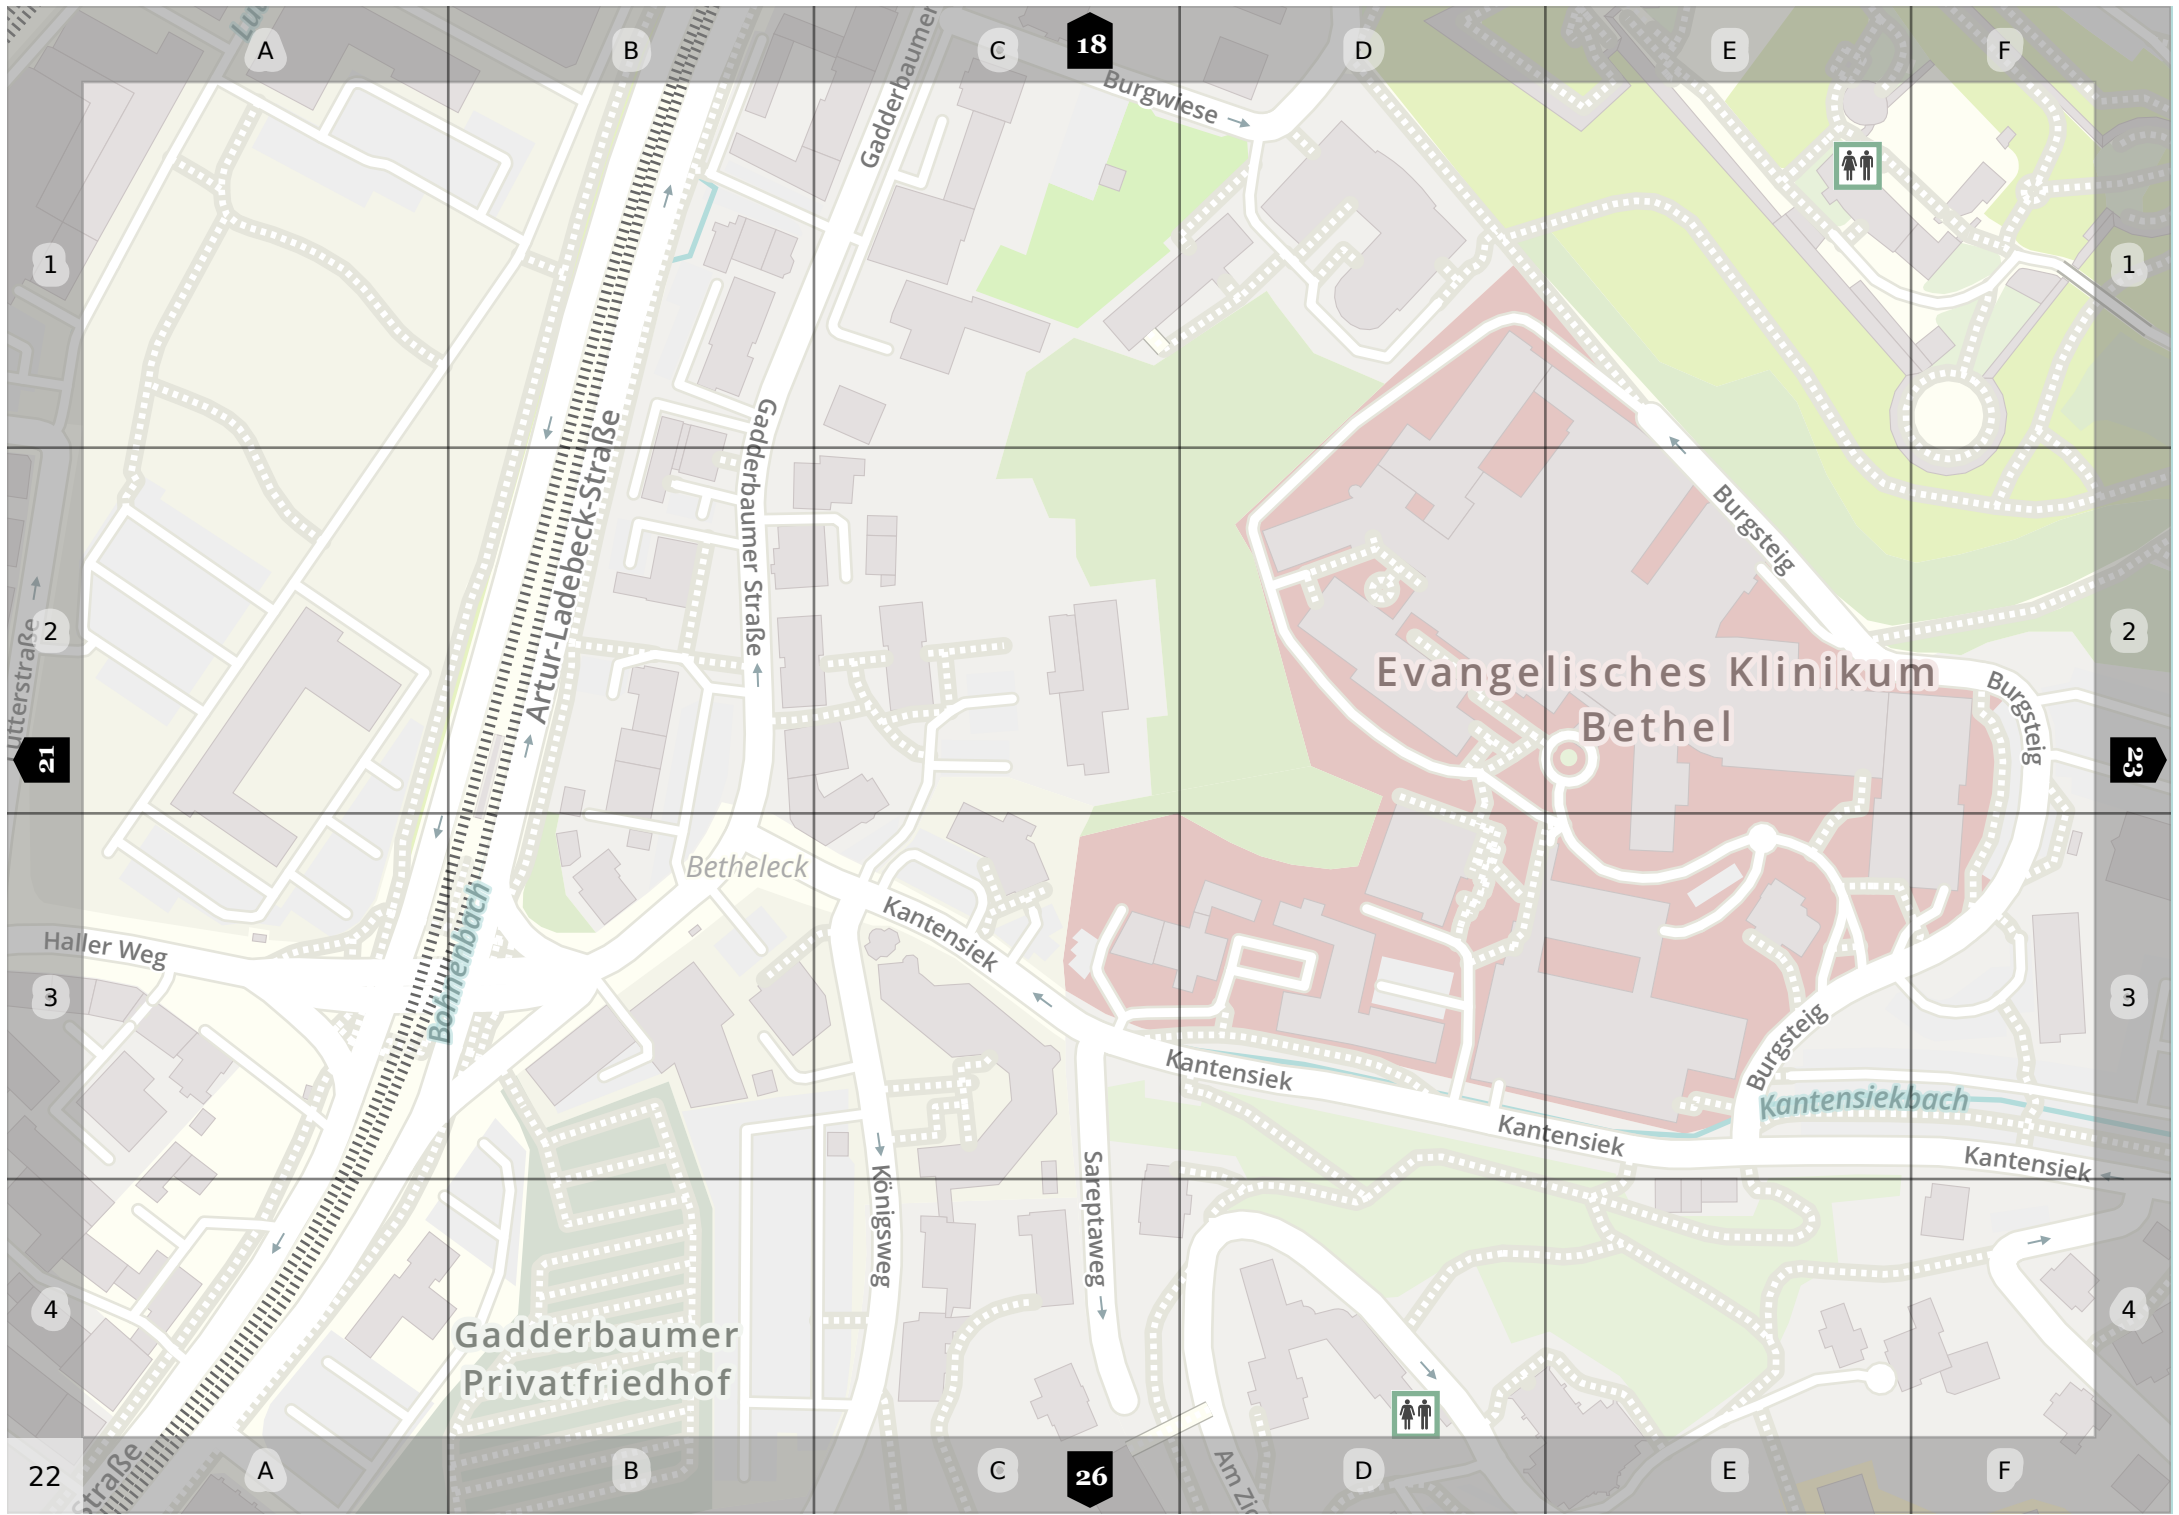 A
B
C
18
D
E
F
Gadderbaumer
Burgwiese
1
1
Artur-Ladebeck-Straße
Gadderbaumer Straße
Burgsteig
2
2
Evangelisches Klinikum
Bethel
Burgsteig
21
23
Betheleck
Kantensiek
Haller Weg
Bohnenbach
3
3
Burgsteig
Kantensiek
Kantensiekbach
Kantensiek
Kantensiek
Königsweg
Sareptaweg
4
4
Gadderbaumer
Privatfriedhof
22
Straße
A
B
C
26
D
E
F